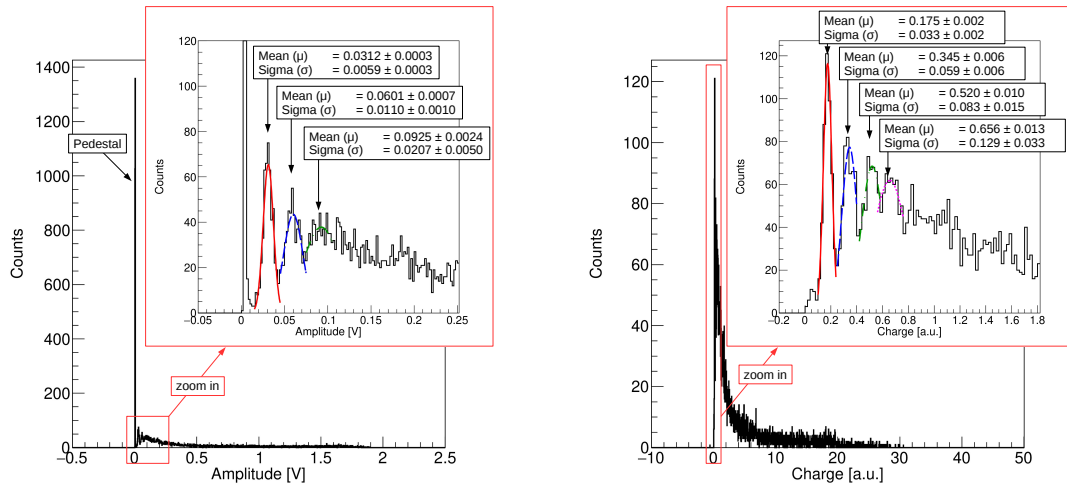 1400
1200
1000
800
600
400
200
0
Counts
−0.5 0 0.5 1 1.5 2 2.5
Amplitude [V]
Pedestal
zoom in
120
100
80
60
40
20
0
Counts
−0.05 0 0.05 0.1 0.15 0.2 0.25
Amplitude [V]
Mean (μ) = 0.0312 ± 0.0003
Sigma (σ) = 0.0059 ± 0.0003
Mean (μ) = 0.0601 ± 0.0007
Sigma (σ) = 0.0110 ± 0.0010
Mean (μ) = 0.0925 ± 0.0024
Sigma (σ) = 0.0207 ± 0.0050
120
100
80
60
40
20
0
Counts
−10 0 10 20 30 40 50
Charge [a.u.]
zoom in
120
100
80
60
40
20
0
Counts
−0.2 0 0.2 0.4 0.6 0.8 1 1.2 1.4 1.6 1.8
Charge [a.u.]
Mean (μ) = 0.175 ± 0.002
Sigma (σ) = 0.033 ± 0.002
Mean (μ) = 0.345 ± 0.006
Sigma (σ) = 0.059 ± 0.006
Mean (μ) = 0.520 ± 0.010
Sigma (σ) = 0.083 ± 0.015
Mean (μ) = 0.656 ± 0.013
Sigma (σ) = 0.129 ± 0.033